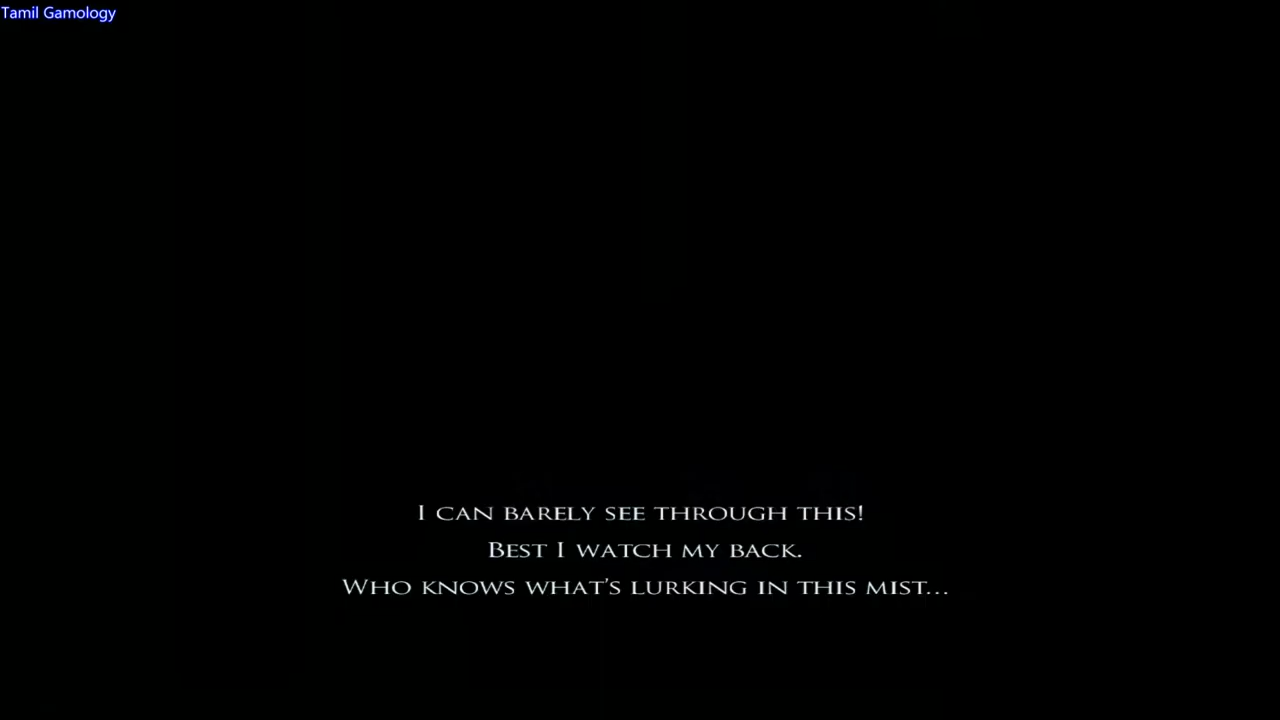 Tamil Gamology
I can barely see through this!
Best I watch my back.
Who knows what's lurking in this mist...